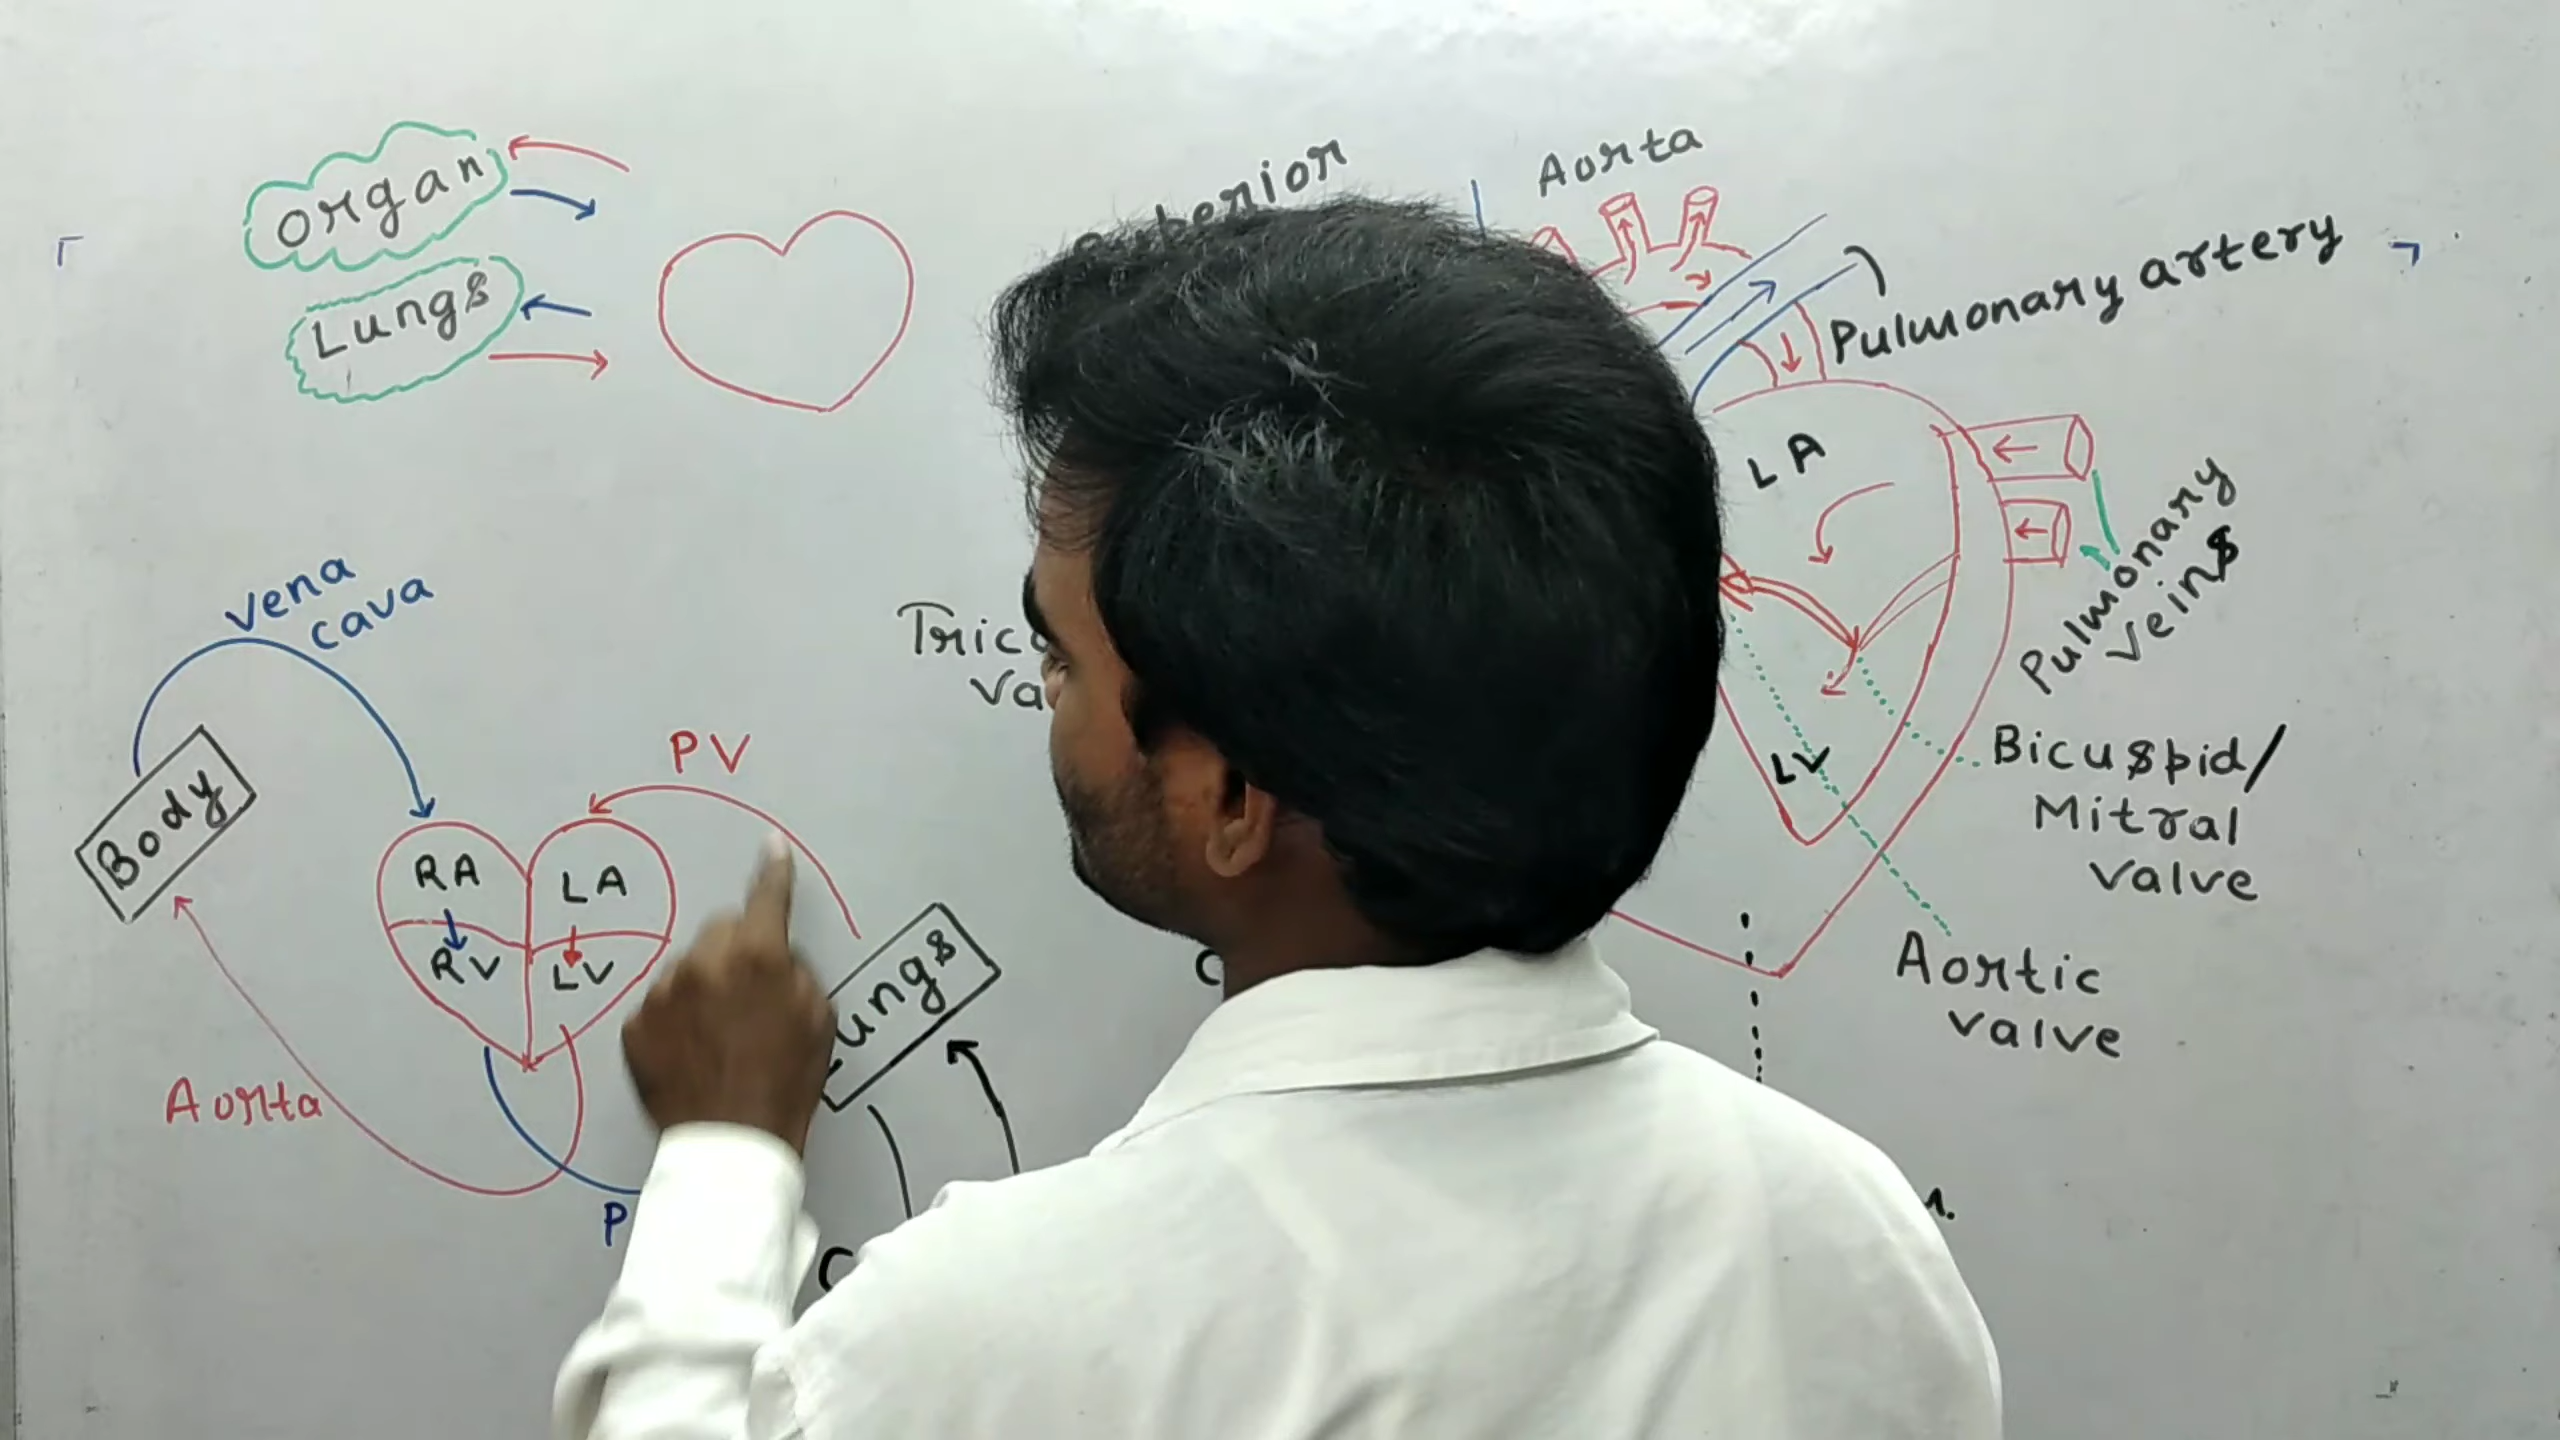 Organ
Lungs
Vena
cava
Body
RA
LA
RV
LV
PV
Aorta
Superior
Aorta
Pulmonary artery
LA
Pulmonary
Veins
LV
Bicuspid/
Mitral
Valve
Aortic
Valve